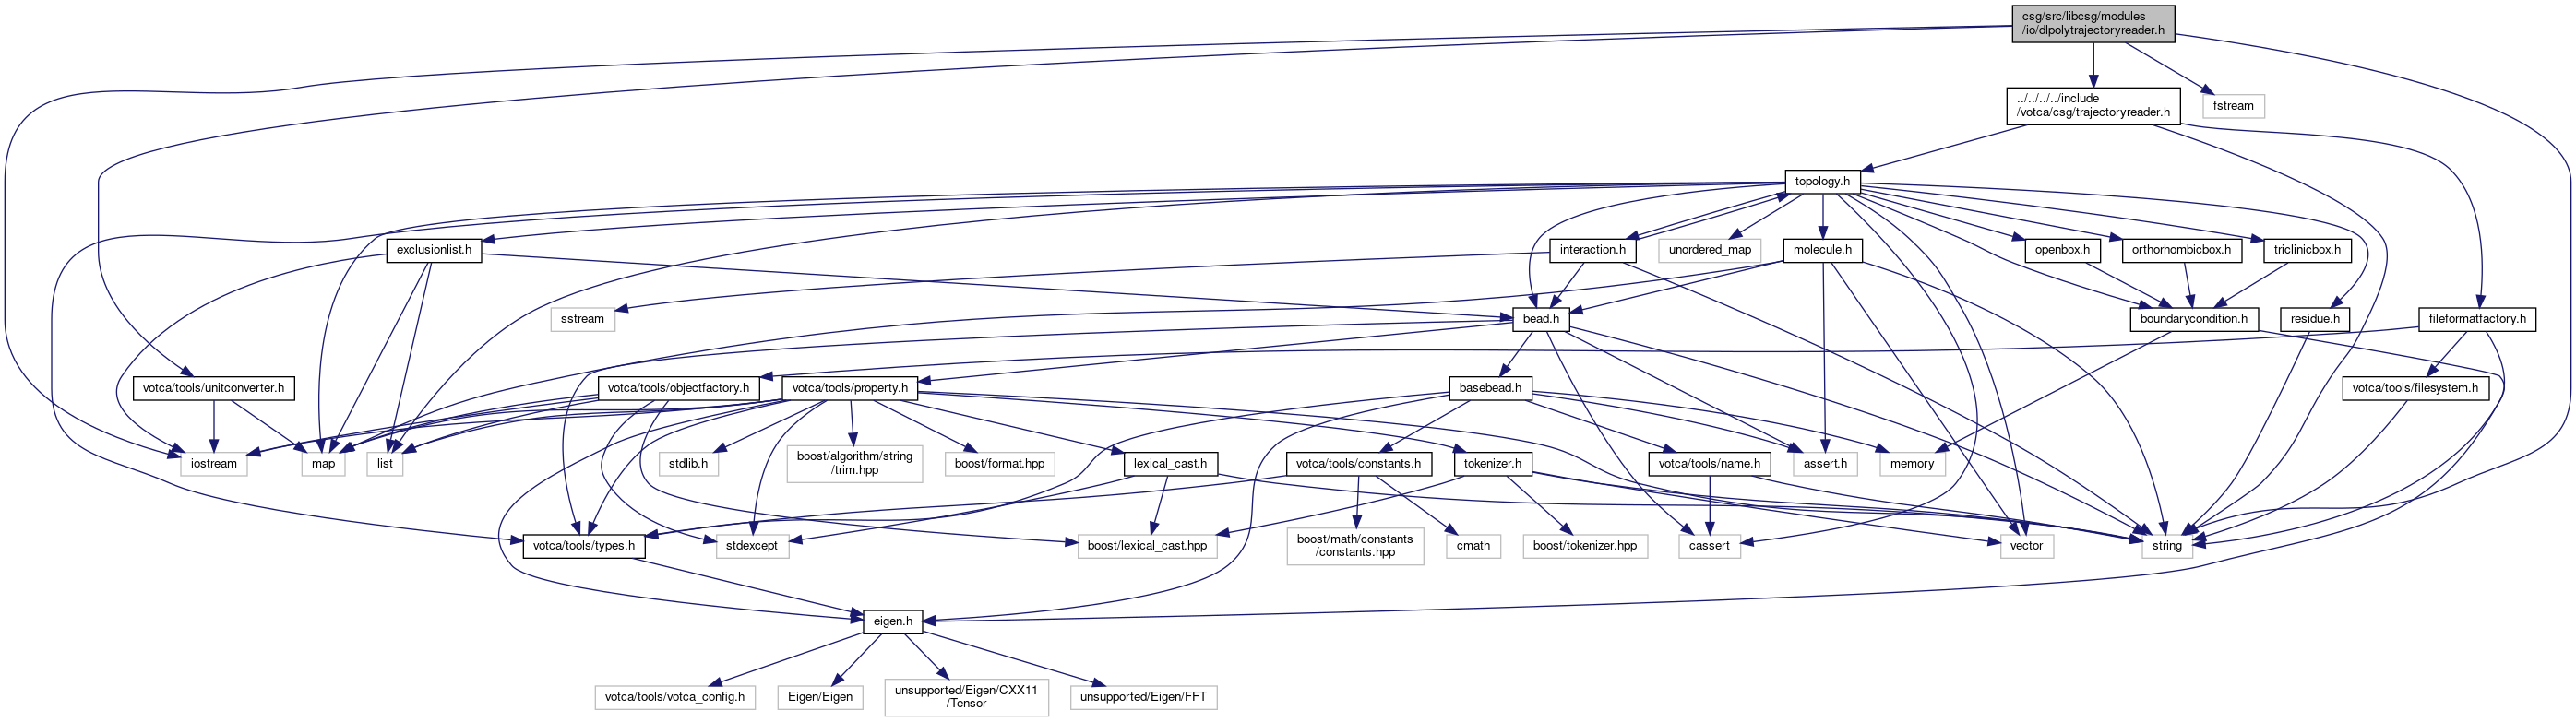 csg/src/libcsg/modules
/io/dlpolytrajectoryreader.h
../../../../include
/votca/csg/trajectoryreader.h
fstream
topology.h
exclusionlist.h
interaction.h
unordered_map
molecule.h
openbox.h
orthorhombicbox.h
triclinicbox.h
sstream
bead.h
boundarycondition.h
residue.h
fileformatfactory.h
votca/tools/unitconverter.h
votca/tools/objectfactory.h
votca/tools/property.h
basebead.h
votca/tools/filesystem.h
iostream
map
list
stdlib.h
boost/algorithm/string
/trim.hpp
boost/format.hpp
lexical_cast.h
votca/tools/constants.h
tokenizer.h
votca/tools/name.h
assert.h
memory
votca/tools/types.h
stdexcept
boost/lexical_cast.hpp
boost/math/constants
/constants.hpp
cmath
boost/tokenizer.hpp
cassert
vector
string
eigen.h
votca/tools/votca_config.h
Eigen/Eigen
unsupported/Eigen/CXX11
/Tensor
unsupported/Eigen/FFT